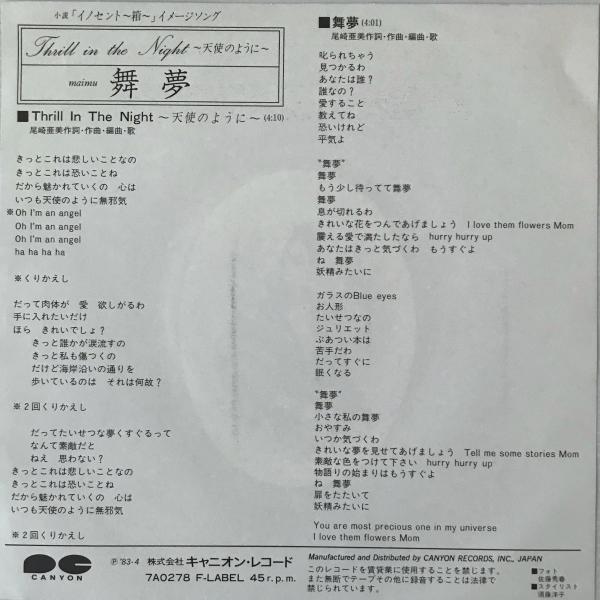 小説「イノセント〜箱〜」イメージソング
Thrill in the Night 〜天使のように〜
maimu 舞夢
■Thrill In The Night 〜天使のように〜 (4:10)
尾崎亜美作詞・作曲・編曲・歌
きっとこれは悲しいことなの
きっとこれは恐いことね
だから魅かれていくの 心は
いつも天使のように無邪気
※Oh I'm an angel
Oh I'm an angel
Oh I'm an angel
ha ha ha ha
※くりかえし
だって肉体が 愛 欲しがるわ
手に入れたいだけ
ほら きれいでしょ?
きっと誰かが涙流すの
きっと私も傷つくの
だけど海岸沿いの通りを
歩いているのは それは何故?
※2回くりかえし
だってたいせつな夢くすぐるって
なんて素敵だと
ねえ 思わない?
きっとこれは悲しいことなの
きっとこれは恐いことね
だから魅かれていくの 心は
いつも天使のように無邪気
※2回くりかえし
■舞夢 (4:01)
尾崎亜美作詞・作曲・編曲・歌
叱られちゃう
見つかるわ
あなたは誰?
誰なの?
愛すること
教えてね
恐いけれど
平気よ
"舞夢"
舞夢
もう少し待ってて舞夢
舞夢
息が切れるわ
きれいな花をつんであげましょう I love them flowers Mom
震える愛で満たしたなら hurry hurry up
あなたはきっと気づくわ もうすぐよ
ね 舞夢
妖精みたいに
ガラスのBlue eyes
お人形
たいせつなの
ジュリエット
ぶあつい本は
苦手だわ
だってすぐに
眠くなる
"舞夢"
舞夢
小さな私の舞夢
おやすみ
いつか気づくわ
きれいな夢を見せてあげましょう Tell me some stories Mom
素敵な色をつけて下さい hurry hurry up
物語りの始まりはもうすぐよ
ね 舞夢
扉をたたいて
妖精みたいに
You are most precious one in my universe
I love them flowers Mom
CANYON
Ⓟ '83・4 株式会社 キャニオン・レコード
7A0278 F-LABEL 45 r.p.m.
Manufactured and Distributed by CANYON RECORDS, INC., JAPAN
このレコードを賃貸業に使用することを禁じます。
また無断でテープその他に録音することは法律で
禁じられています。
■フォト
佐藤秀春
■スタイリスト
須藤洋子